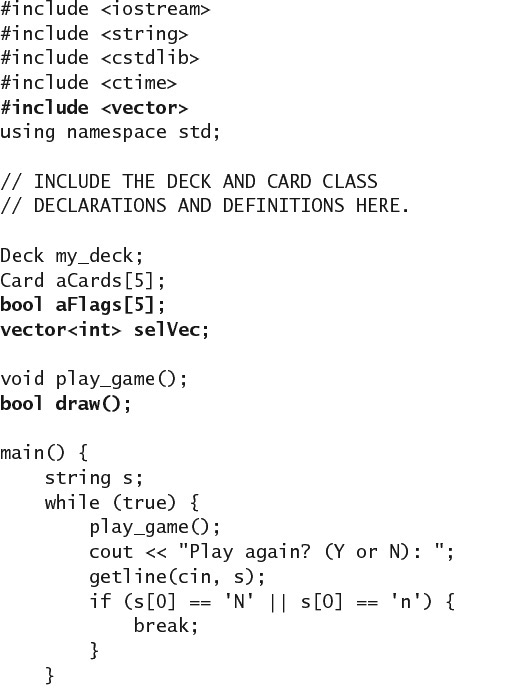 #include <iostream>
#include <string>
#include <cstdlib>
#include <ctime>
#include <vector>
using namespace std;

// INCLUDE THE DECK AND CARD CLASS
// DECLARATIONS AND DEFINITIONS HERE.

Deck my_deck;
Card aCards[5];
bool aFlags[5];
vector<int> selVec;

void play_game();
bool draw();

main() {
    string s;
    while (true) {
        play_game();
        cout << "Play again? (Y or N): ";
        getline(cin, s);
        if (s[0] == 'N' || s[0] == 'n') {
            break;
        }
    }